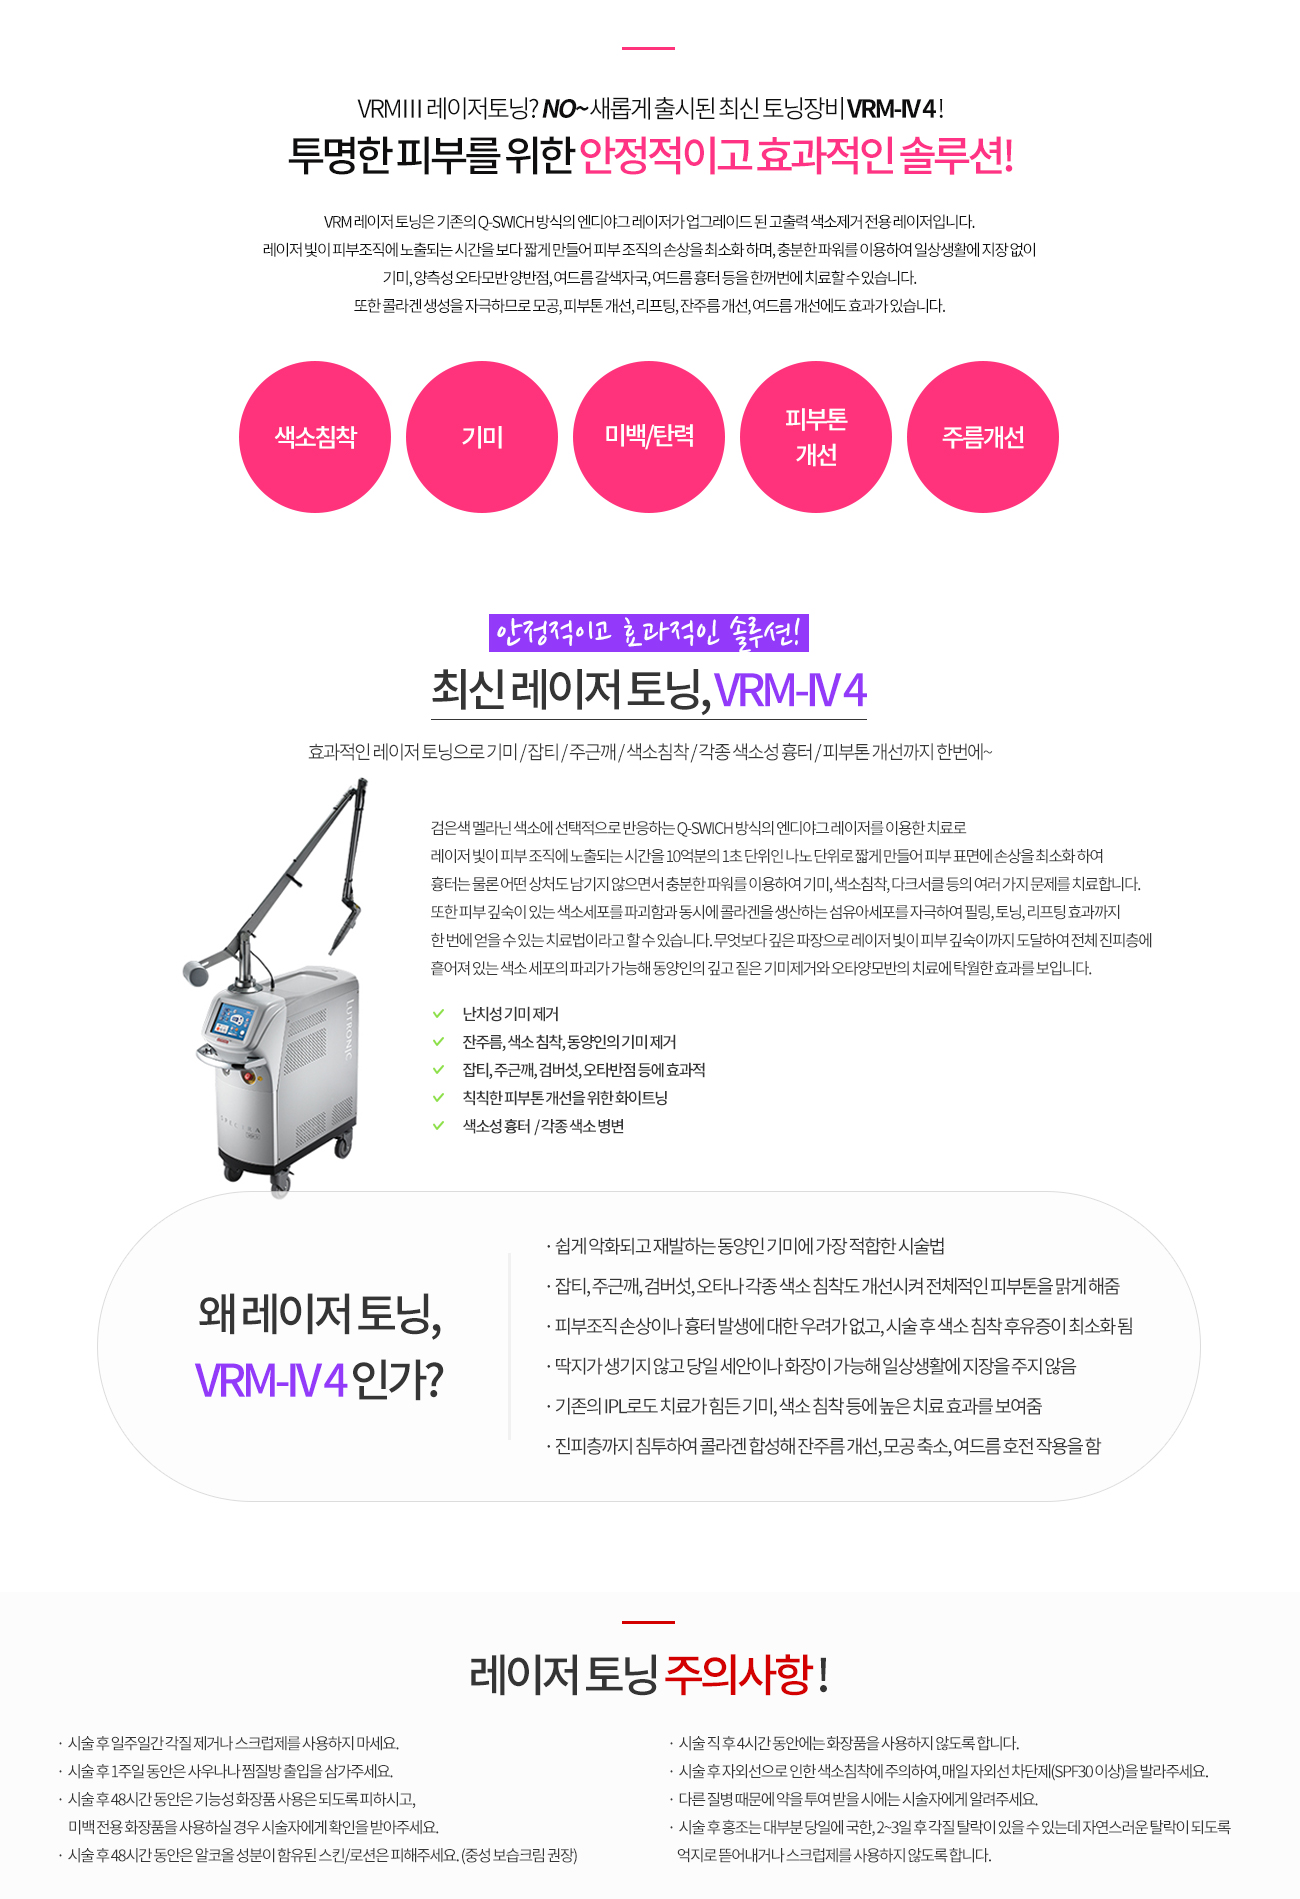 VRMIII 레이저토닝? NO~ 새롭게 출시된 최신 토닝장비 VRM-IV 4 !
투명한 피부를 위한 안정적이고 효과적인 솔루션!
VRM 레이저 토닝은 기존의 Q-SWICH 방식의 엔디야그 레이저가 업그레이드 된 고출력 색소제거 전용 레이저입니다.
레이저 빛이 피부조직에 노출되는 시간을 보다 짧게 만들어 피부 조직의 손상을 최소화 하며, 충분한 파워를 이용하여 일상생활에 지장 없이
기미, 양측성 오타모반 양반점, 여드름 갈색자국, 여드름 흉터 등을 한꺼번에 치료할 수 있습니다.
또한 콜라겐 생성을 자극하므로 모공, 피부톤 개선, 리프팅, 잔주름 개선, 여드름 개선에도 효과가 있습니다.
색소침착
기미
미백/탄력
피부톤
개선
주름개선
안정적이고 효과적인 솔루션!
최신 레이저 토닝, VRM-IV 4
효과적인 레이저 토닝으로 기미 / 잡티 / 주근깨 / 색소침착 / 각종 색소성 흉터 / 피부톤 개선까지 한번에~
검은색 멜라닌 색소에 선택적으로 반응하는 Q-SWICH 방식의 엔디야그 레이저를 이용한 치료로
레이저 빛이 피부 조직에 노출되는 시간을 10억분의 1초 단위인 나노 단위로 짧게 만들어 피부 표면에 손상을 최소화 하여
흉터는 물론 어떤 상처도 남기지 않으면서 충분한 파워를 이용하여 기미, 색소침착, 다크서클 등의 여러 가지 문제를 치료합니다.
또한 피부 깊숙이 있는 색소세포를 파괴함과 동시에 콜라겐을 생산하는 섬유아세포를 자극하여 필링, 토닝, 리프팅 효과까지
한 번에 얻을 수 있는 치료법이라고 할 수 있습니다. 무엇보다 깊은 파장으로 레이저 빛이 피부 깊숙이까지 도달하여 전체 진피층에
흩어져 있는 색소 세포의 파괴가 가능해 동양인의 깊고 짙은 기미제거와 오타양모반의 치료에 탁월한 효과를 보입니다.
LUTRONIC
SPECTRA
난치성 기미 제거
잔주름, 색소 침착, 동양인의 기미 제거
잡티, 주근깨, 검버섯, 오타반점 등에 효과적
칙칙한 피부톤 개선을 위한 화이트닝
색소성 흉터 / 각종 색소 병변
왜 레이저 토닝,
VRM-IV 4 인가?
· 쉽게 악화되고 재발하는 동양인 기미에 가장 적합한 시술법
· 잡티, 주근깨, 검버섯, 오타나 각종 색소 침착도 개선시켜 전체적인 피부톤을 맑게 해줌
· 피부조직 손상이나 흉터 발생에 대한 우려가 없고, 시술 후 색소 침착 후유증이 최소화 됨
· 딱지가 생기지 않고 당일 세안이나 화장이 가능해 일상생활에 지장을 주지 않음
· 기존의 IPL로도 치료가 힘든 기미, 색소 침착 등에 높은 치료 효과를 보여줌
· 진피층까지 침투하여 콜라겐 합성해 잔주름 개선, 모공 축소, 여드름 호전 작용을 함
레이저 토닝 주의사항 !
· 시술 후 일주일간 각질 제거나 스크럽제를 사용하지 마세요.
· 시술 후 1주일 동안은 사우나나 찜질방 출입을 삼가주세요.
· 시술 후 48시간 동안은 기능성 화장품 사용은 되도록 피하시고,
미백 전용 화장품을 사용하실 경우 시술자에게 확인을 받아주세요.
· 시술 후 48시간 동안은 알코올 성분이 함유된 스킨/로션은 피해주세요. (중성 보습크림 권장)
· 시술 직 후 4시간 동안에는 화장품을 사용하지 않도록 합니다.
· 시술 후 자외선으로 인한 색소침착에 주의하여, 매일 자외선 차단제(SPF30 이상)을 발라주세요.
· 다른 질병 때문에 약을 투여 받을 시에는 시술자에게 알려주세요.
· 시술 후 홍조는 대부분 당일에 국한, 2~3일 후 각질 탈락이 있을 수 있는데 자연스러운 탈락이 되도록
억지로 뜯어내거나 스크럽제를 사용하지 않도록 합니다.